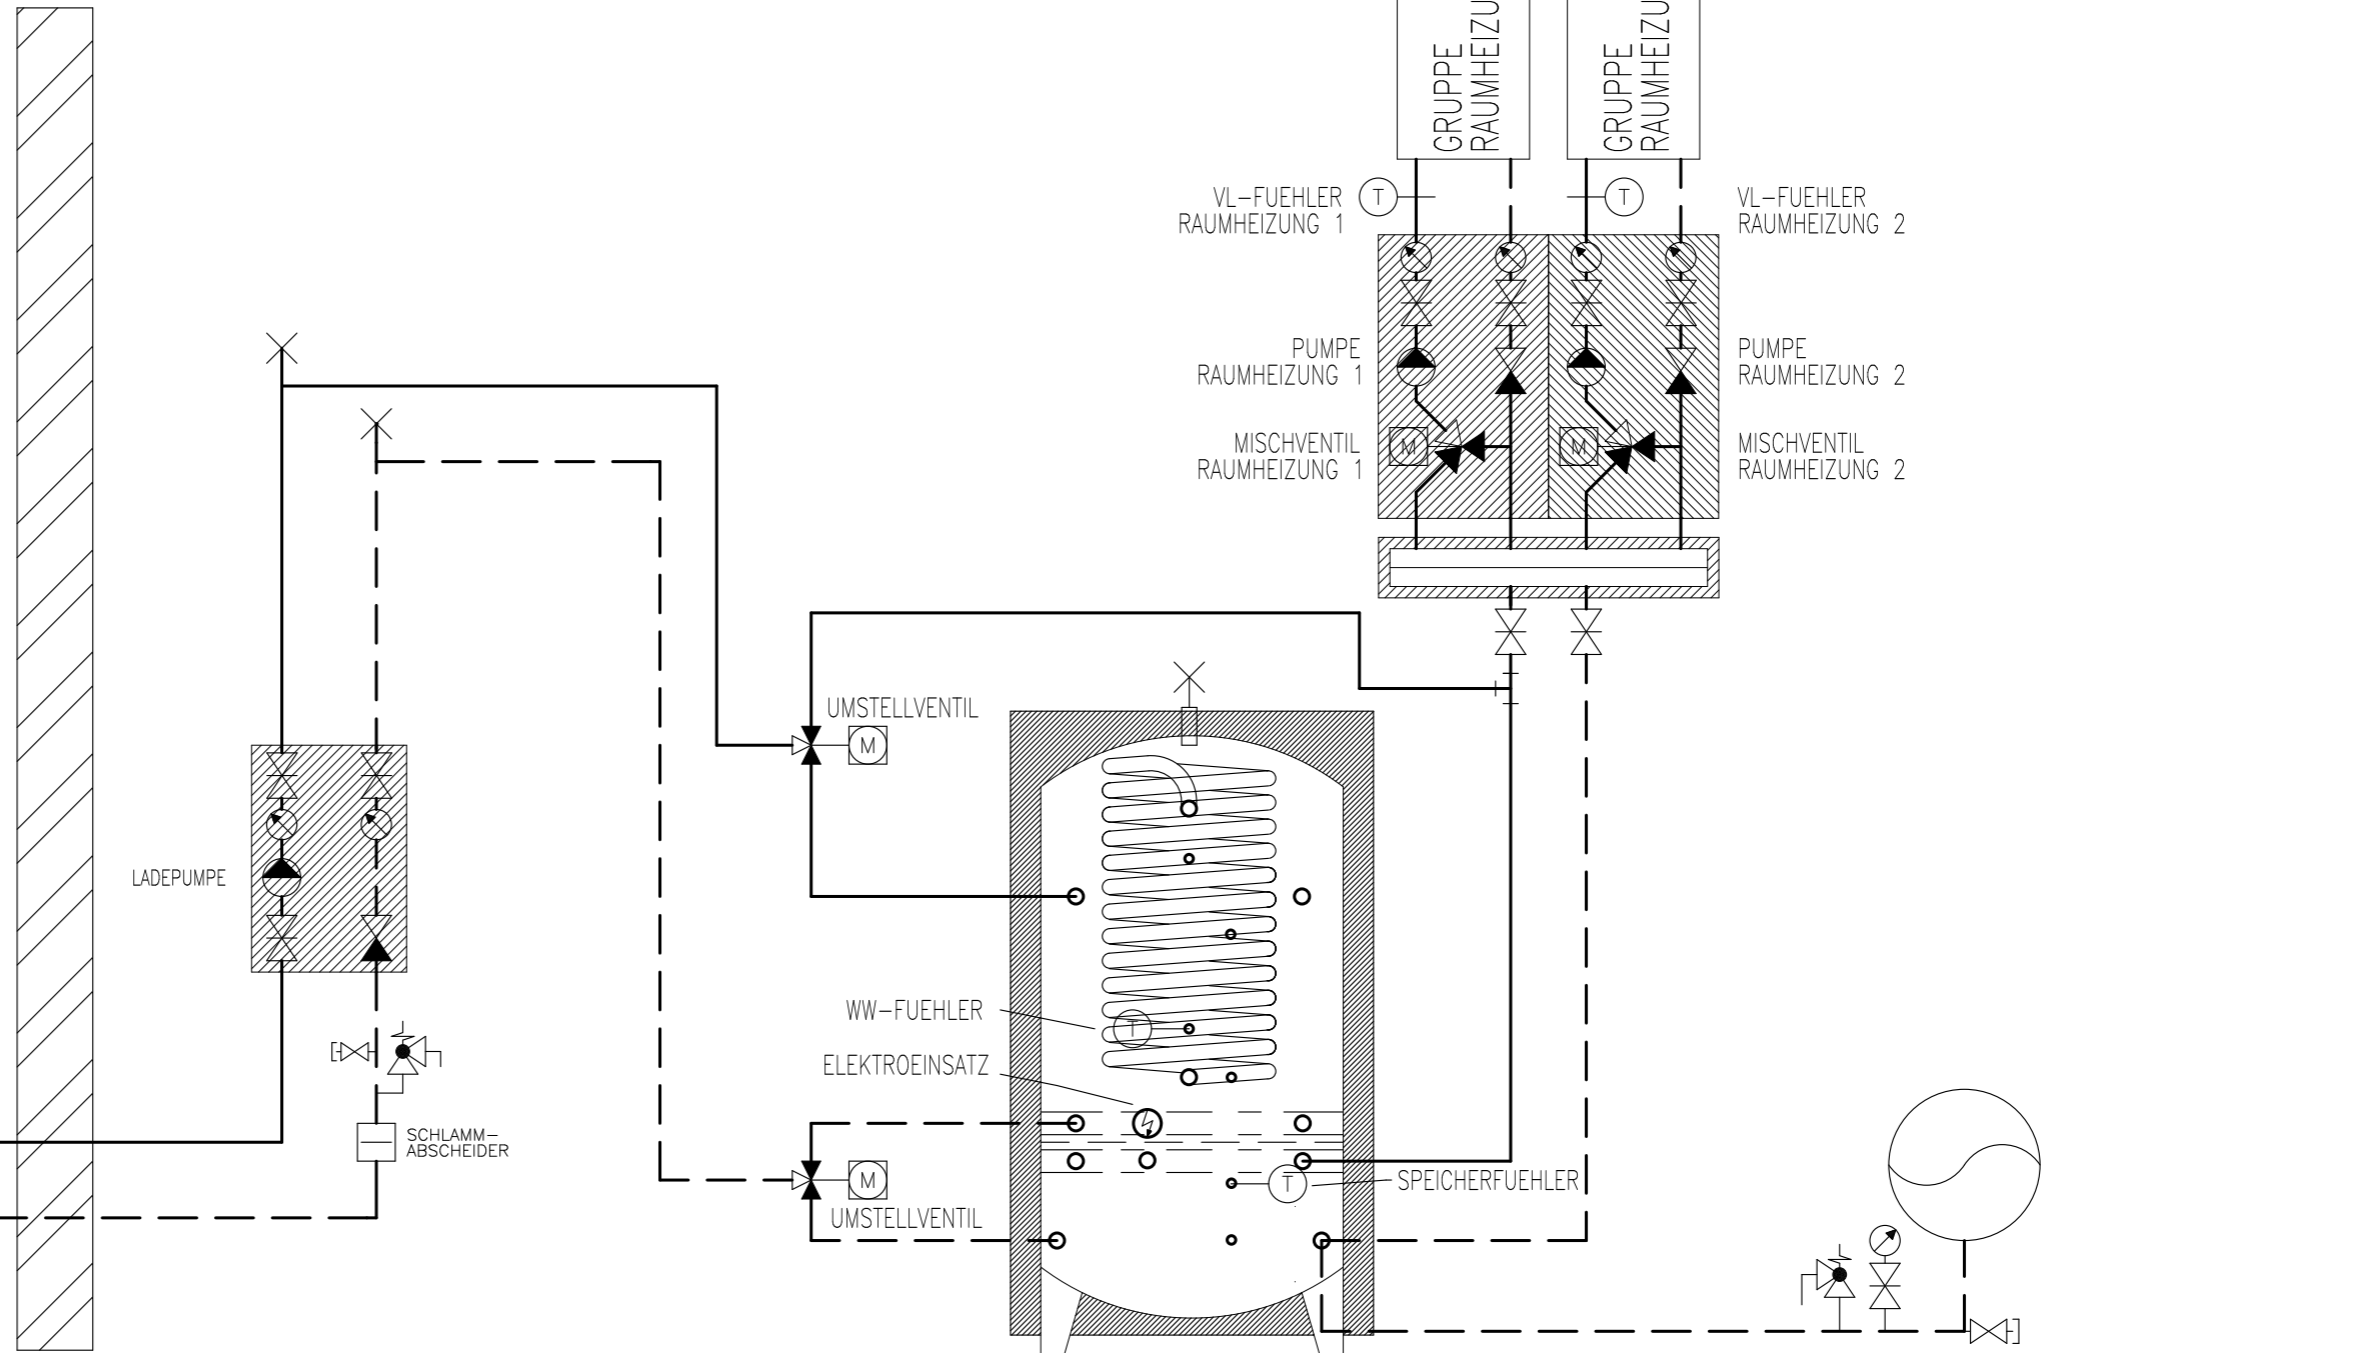 GRUPPE
RAUMHEIZU
GRUPPE
RAUMHEIZU
VL-FUEHLER
RAUMHEIZUNG 1
T
T
VL-FUEHLER
RAUMHEIZUNG 2
PUMPE
RAUMHEIZUNG 1
PUMPE
RAUMHEIZUNG 2
MISCHVENTIL
RAUMHEIZUNG 1
M
M
MISCHVENTIL
RAUMHEIZUNG 2
UMSTELLVENTIL
M
LADEPUMPE
WW-FUEHLER
T
ELEKTROEINSATZ
SCHLAMM-
ABSCHEIDER
M
UMSTELLVENTIL
T
SPEICHERFUEHLER